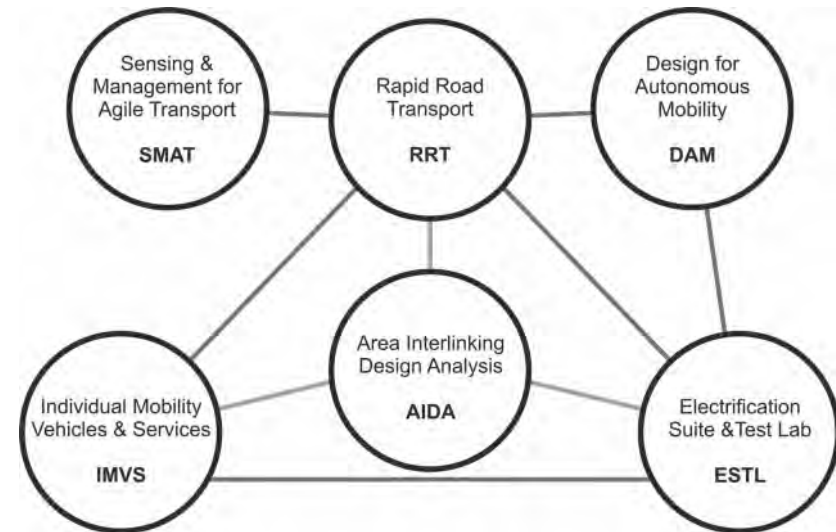 Sensing &
Management for
Agile Transport
SMAT
Rapid Road
Transport
RRT
Design for
Autonomous
Mobility
DAM
Individual Mobility
Vehicles & Services
IMVS
Area Interlinking
Design Analysis
AIDA
Electrification
Suite &Test Lab
ESTL